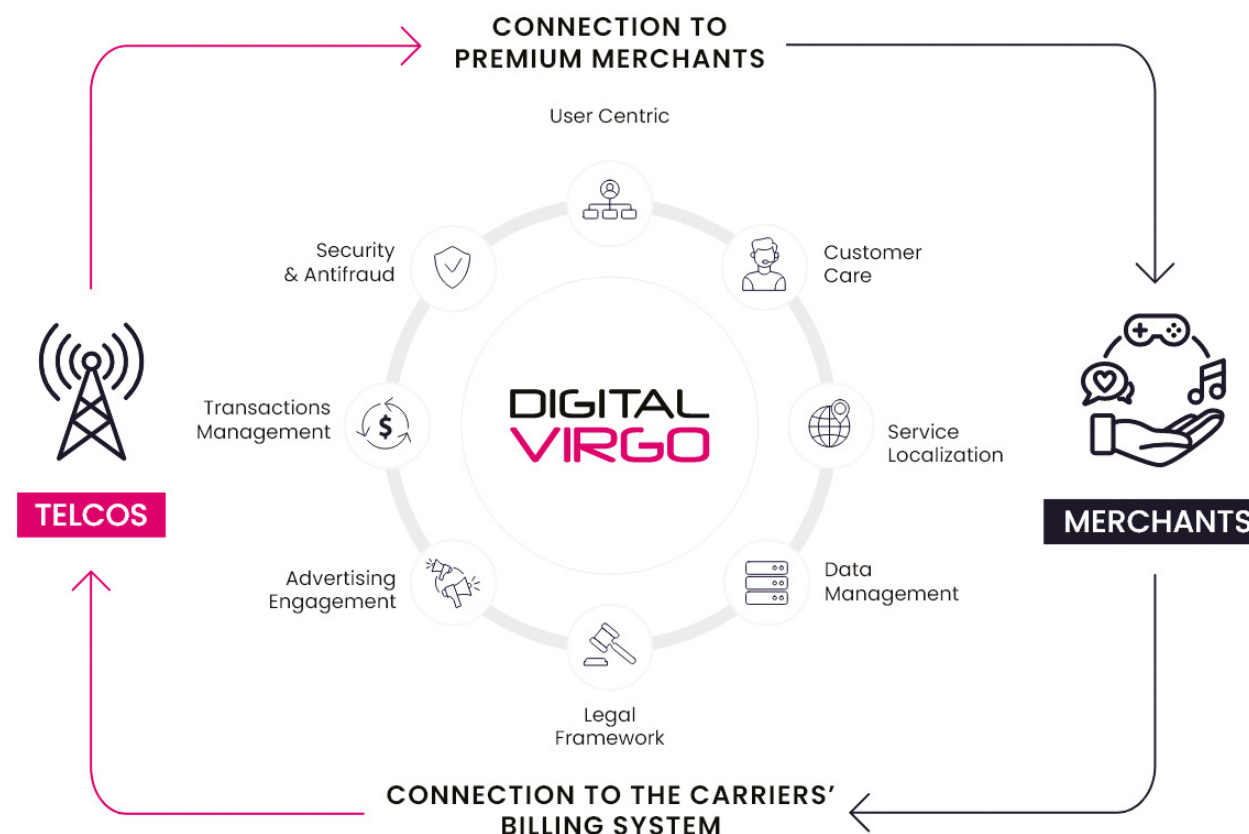 CONNECTION TO
PREMIUM MERCHANTS
User Centric
Security
& Antifraud
Customer
Care
Transactions
Management
$
DIGITAL
VIRGO
Service
Localization
TELCOS
MERCHANTS
Advertising
Engagement
Data
Management
Legal
Framework
CONNECTION TO THE CARRIERS’
BILLING SYSTEM